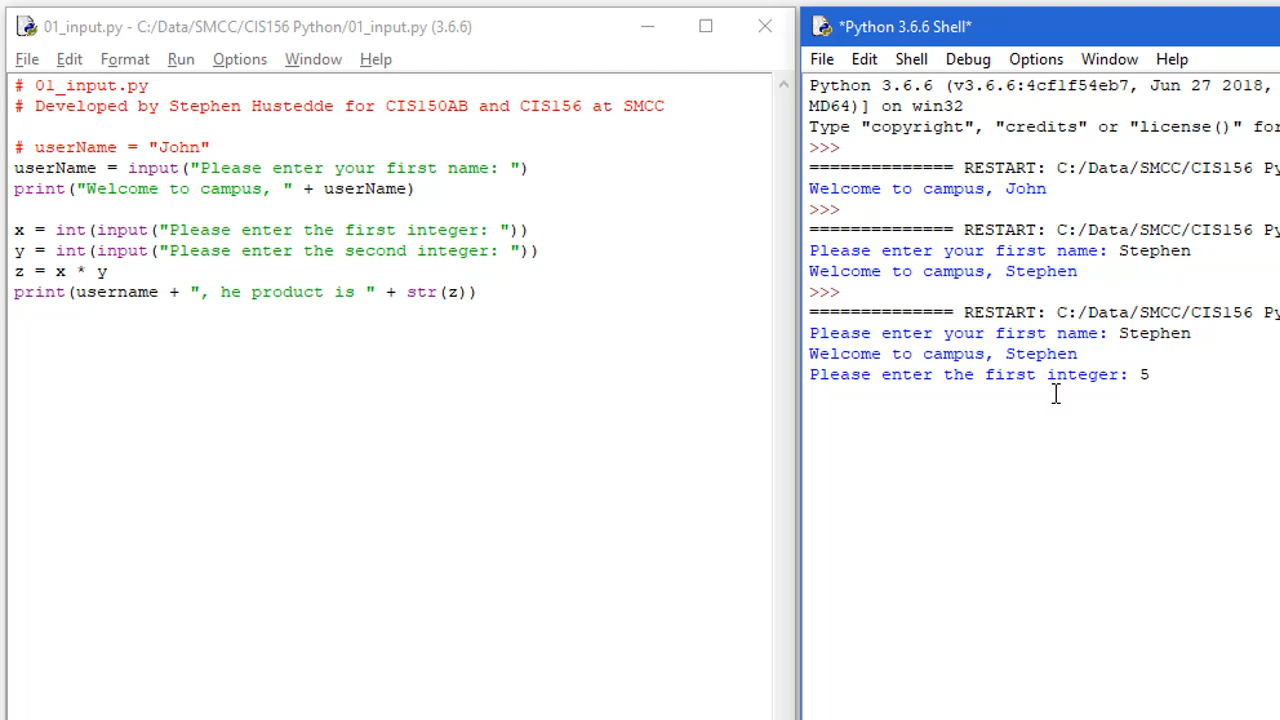 01_input.py - C:/Data/SMCC/CIS156 Python/01_input.py (3.6.6)
File Edit Format Run Options Window Help
# 01_input.py
# Developed by Stephen Hustedde for CIS150AB and CIS156 at SMCC
# userName = "John"
userName = input("Please enter your first name: ")
print("Welcome to campus, " + userName)
x = int(input("Please enter the first integer: "))
y = int(input("Please enter the second integer: "))
z = x * y
print(username + ", he product is " + str(z))
*Python 3.6.6 Shell*
File Edit Shell Debug Options Window Help
Python 3.6.6 (v3.6.6:4cf1f54eb7, Jun 27 2018,
MD64)] on win32
Type "copyright", "credits" or "license()" for
>>>
============== RESTART: C:/Data/SMCC/CIS156 Py
Welcome to campus, John
>>>
============== RESTART: C:/Data/SMCC/CIS156 Py
Please enter your first name: Stephen
Welcome to campus, Stephen
>>>
============== RESTART: C:/Data/SMCC/CIS156 Py
Please enter your first name: Stephen
Welcome to campus, Stephen
Please enter the first integer: 5